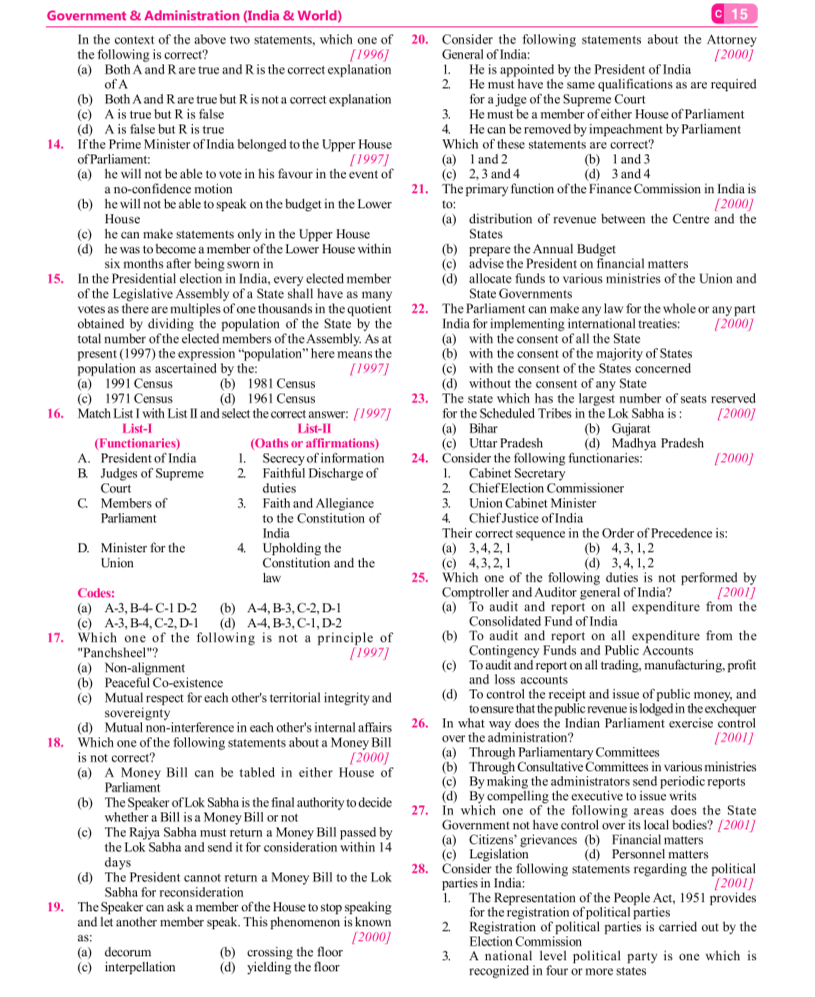 Government & Administration (India & World)
C 15
In the context of the above two statements, which one of
the following is correct? [1996]
(a) Both A and R are true and R is the correct explanation
of A
(b) Both A and R are true but R is not a correct explanation
(c) A is true but R is false
(d) A is false but R is true
14. If the Prime Minister of India belonged to the Upper House
of Parliament: [1997]
(a) he will not be able to vote in his favour in the event of
a no-confidence motion
(b) he will not be able to speak on the budget in the Lower
House
(c) he can make statements only in the Upper House
(d) he was to become a member of the Lower House within
six months after being sworn in
15. In the Presidential election in India, every elected member
of the Legislative Assembly of a State shall have as many
votes as there are multiples of one thousands in the quotient
obtained by dividing the population of the State by the
total number of the elected members of the Assembly. As at
present (1997) the expression “population” here means the
population as ascertained by the: [1997]
(a) 1991 Census (b) 1981 Census
(c) 1971 Census (d) 1961 Census
16. Match List I with List II and select the correct answer: [1997]
List-I List-II
(Functionaries) (Oaths or affirmations)
A. President of India 1. Secrecy of information
B. Judges of Supreme 2. Faithful Discharge of
Court duties
C. Members of 3. Faith and Allegiance
Parliament to the Constitution of
India
D. Minister for the 4. Upholding the
Union Constitution and the
law
Codes:
(a) A-3, B-4- C-1 D-2 (b) A-4, B-3, C-2, D-1
(c) A-3, B-4, C-2, D-1 (d) A-4, B-3, C-1, D-2
17. Which one of the following is not a principle of
"Panchsheel"? [1997]
(a) Non-alignment
(b) Peaceful Co-existence
(c) Mutual respect for each other's territorial integrity and
sovereignty
(d) Mutual non-interference in each other's internal affairs
18. Which one of the following statements about a Money Bill
is not correct? [2000]
(a) A Money Bill can be tabled in either House of
Parliament
(b) The Speaker of Lok Sabha is the final authority to decide
whether a Bill is a Money Bill or not
(c) The Rajya Sabha must return a Money Bill passed by
the Lok Sabha and send it for consideration within 14
days
(d) The President cannot return a Money Bill to the Lok
Sabha for reconsideration
19. The Speaker can ask a member of the House to stop speaking
and let another member speak. This phenomenon is known
as: [2000]
(a) decorum (b) crossing the floor
(c) interpellation (d) yielding the floor
20. Consider the following statements about the Attorney
General of India: [2000]
1. He is appointed by the President of India
2. He must have the same qualifications as are required
for a judge of the Supreme Court
3. He must be a member of either House of Parliament
4. He can be removed by impeachment by Parliament
Which of these statements are correct?
(a) 1 and 2 (b) 1 and 3
(c) 2, 3 and 4 (d) 3 and 4
21. The primary function of the Finance Commission in India is
to: [2000]
(a) distribution of revenue between the Centre and the
States
(b) prepare the Annual Budget
(c) advise the President on financial matters
(d) allocate funds to various ministries of the Union and
State Governments
22. The Parliament can make any law for the whole or any part
India for implementing international treaties: [2000]
(a) with the consent of all the State
(b) with the consent of the majority of States
(c) with the consent of the States concerned
(d) without the consent of any State
23. The state which has the largest number of seats reserved
for the Scheduled Tribes in the Lok Sabha is : [2000]
(a) Bihar (b) Gujarat
(c) Uttar Pradesh (d) Madhya Pradesh
24. Consider the following functionaries: [2000]
1. Cabinet Secretary
2. Chief Election Commissioner
3. Union Cabinet Minister
4. Chief Justice of India
Their correct sequence in the Order of Precedence is:
(a) 3, 4, 2, 1 (b) 4, 3, 1, 2
(c) 4, 3, 2, 1 (d) 3, 4, 1, 2
25. Which one of the following duties is not performed by
Comptroller and Auditor general of India? [2001]
(a) To audit and report on all expenditure from the
Consolidated Fund of India
(b) To audit and report on all expenditure from the
Contingency Funds and Public Accounts
(c) To audit and report on all trading, manufacturing, profit
and loss accounts
(d) To control the receipt and issue of public money, and
to ensure that the public revenue is lodged in the exchequer
26. In what way does the Indian Parliament exercise control
over the administration? [2001]
(a) Through Parliamentary Committees
(b) Through Consultative Committees in various ministries
(c) By making the administrators send periodic reports
(d) By compelling the executive to issue writs
27. In which one of the following areas does the State
Government not have control over its local bodies? [2001]
(a) Citizens’ grievances (b) Financial matters
(c) Legislation (d) Personnel matters
28. Consider the following statements regarding the political
parties in India: [2001]
1. The Representation of the People Act, 1951 provides
for the registration of political parties
2. Registration of political parties is carried out by the
Election Commission
3. A national level political party is one which is
recognized in four or more states